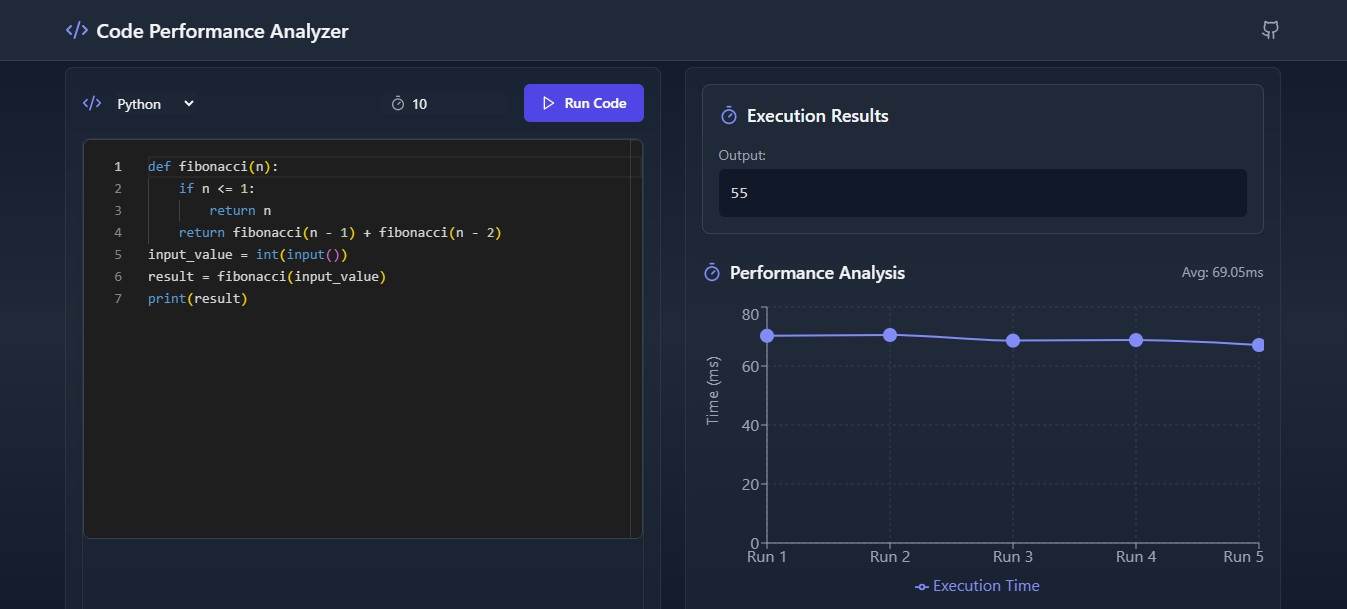 Code Performance Analyzer
Python
10
Run Code
1 def fibonacci(n):
2 if n <= 1:
3 return n
4 return fibonacci(n - 1) + fibonacci(n - 2)
5 input_value = int(input())
6 result = fibonacci(input_value)
7 print(result)
Execution Results
Output:
55
Performance Analysis
Avg: 69.05ms
Time (ms)
80
60
40
20
0
Run 1 Run 2 Run 3 Run 4 Run 5
Execution Time